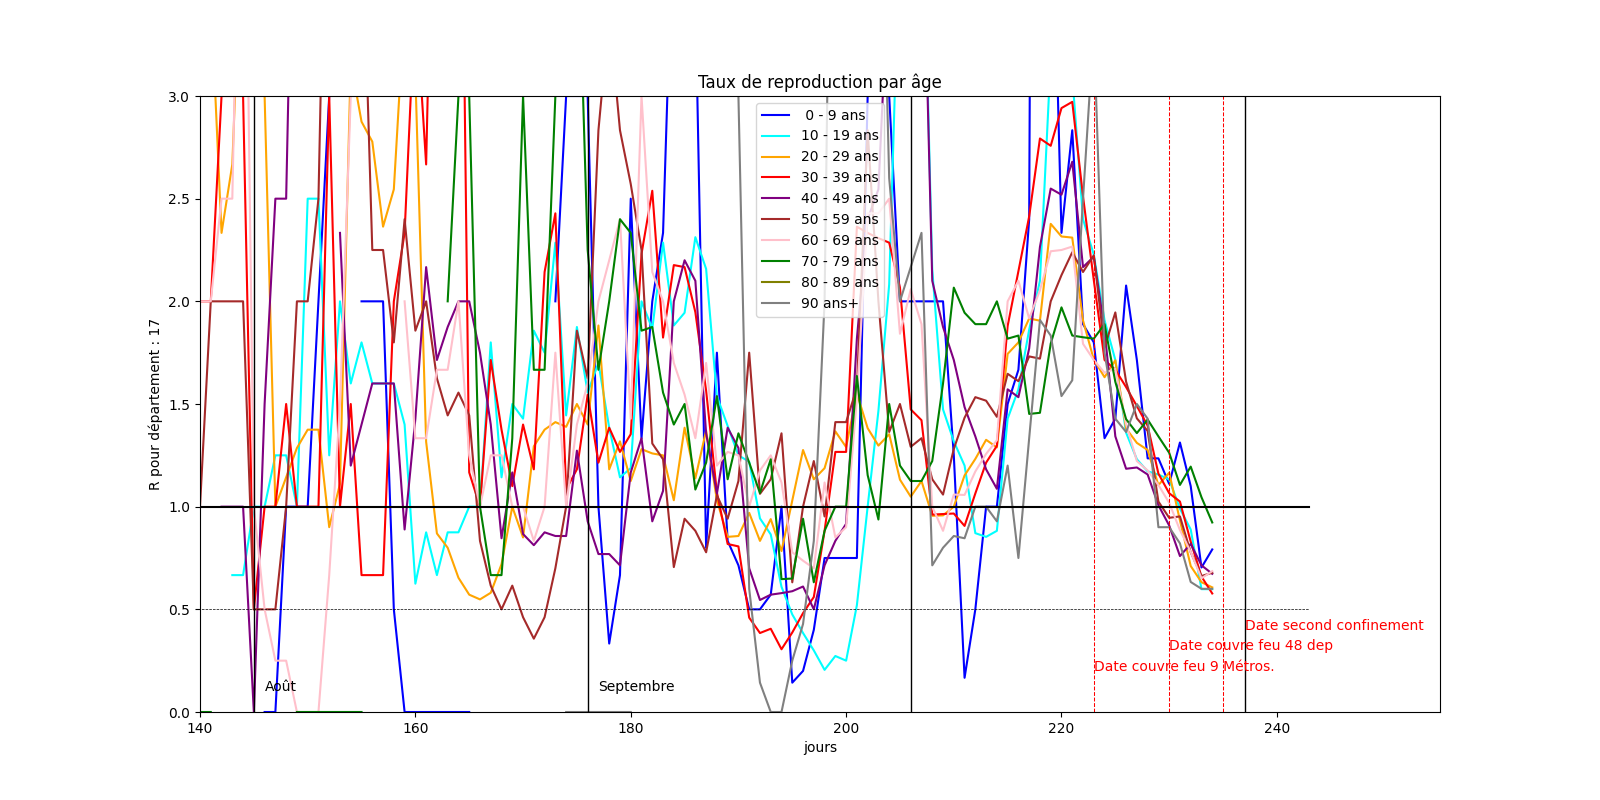 Taux de reproduction par âge
R pour département : 17
3.0
2.5
2.0
1.5
1.0
0.5
0.0
0 - 9 ans
10 - 19 ans
20 - 29 ans
30 - 39 ans
40 - 49 ans
50 - 59 ans
60 - 69 ans
70 - 79 ans
80 - 89 ans
90 ans+
Date second confinement
Date couvre feu 48 dep
Date couvre feu 9 Métros.
Août
Septembre
140
160
180
200
220
240
jours